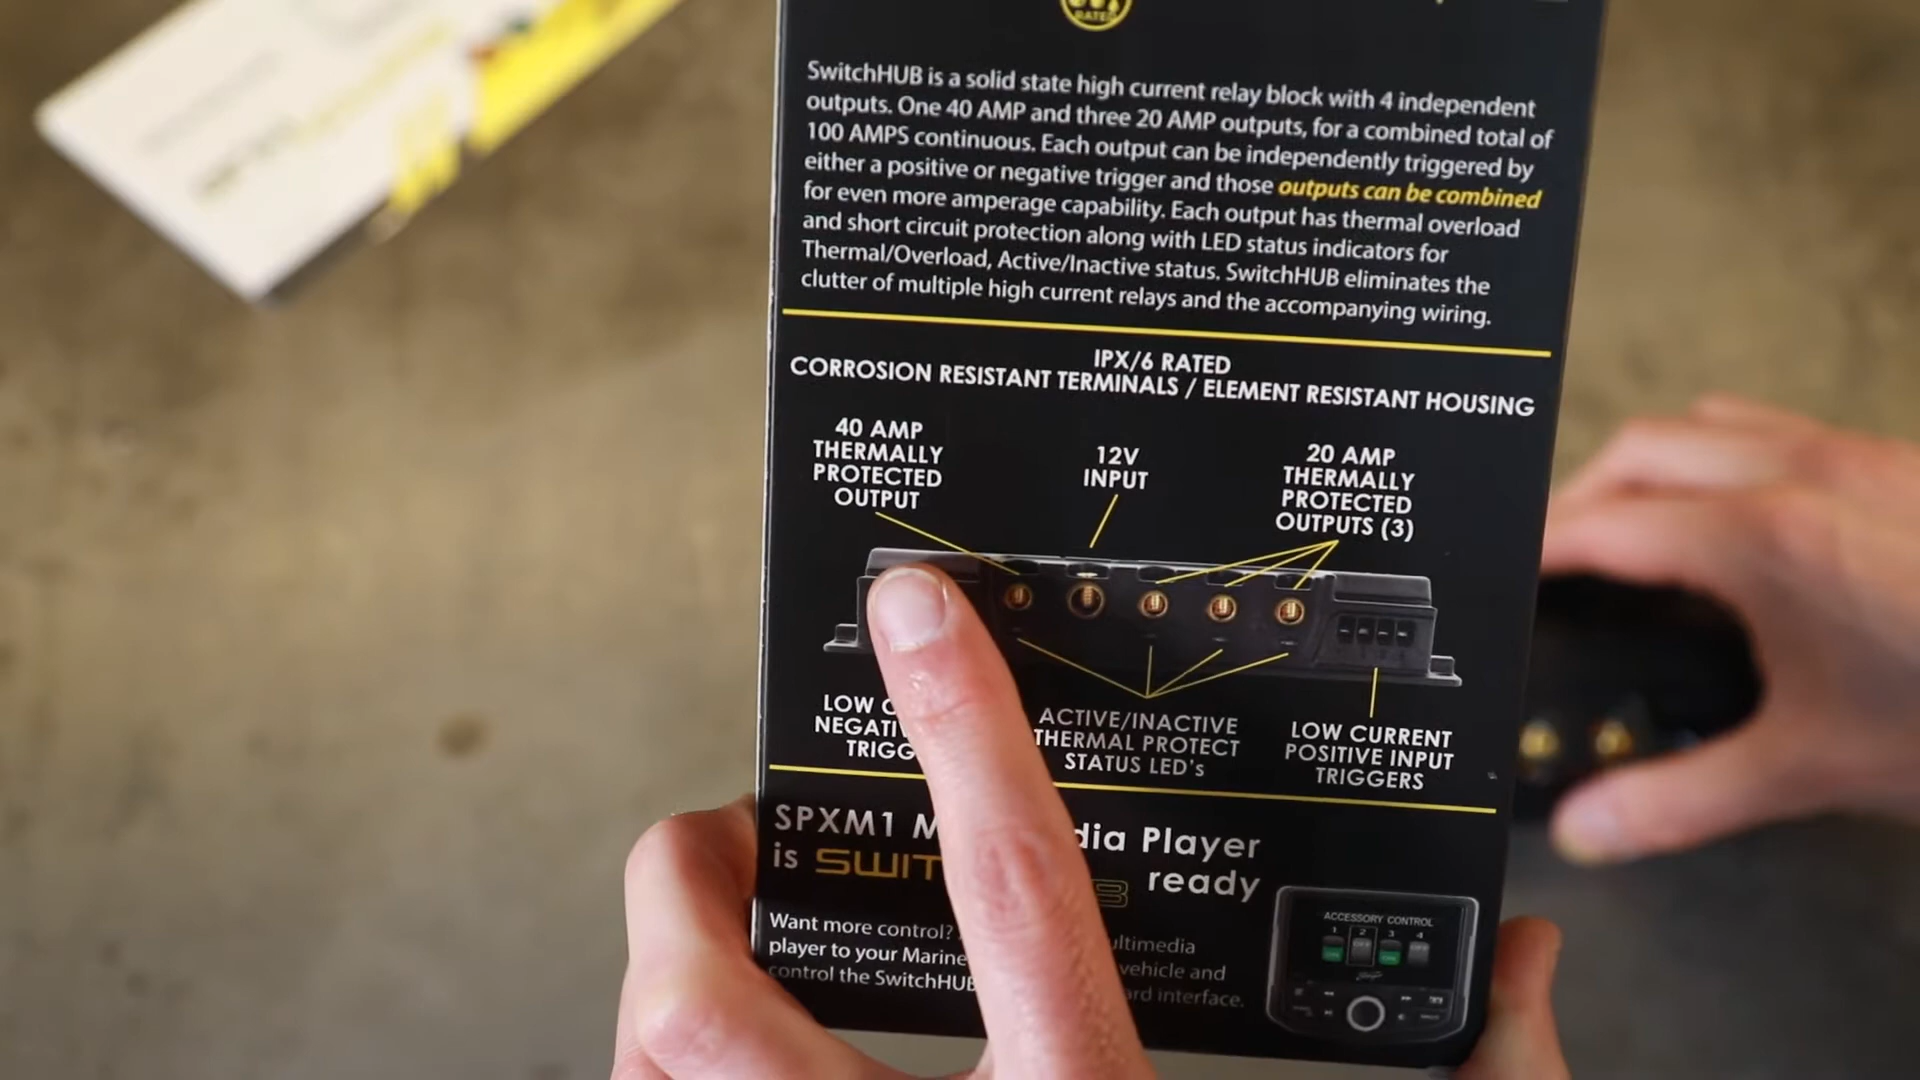 RATED
SwitchHUB is a solid state high current relay block with 4 independent
outputs. One 40 AMP and three 20 AMP outputs, for a combined total of
100 AMPS continuous. Each output can be independently triggered by
either a positive or negative trigger and those outputs can be combined
for even more amperage capability. Each output has thermal overload
and short circuit protection along with LED status indicators for
Thermal/Overload, Active/Inactive status. SwitchHUB eliminates the
clutter of multiple high current relays and the accompanying wiring.
IPX/6 RATED
CORROSION RESISTANT TERMINALS / ELEMENT RESISTANT HOUSING
40 AMP
THERMALLY
PROTECTED
OUTPUT
12V
INPUT
20 AMP
THERMALLY
PROTECTED
OUTPUTS (3)
LOW
NEGATI
TRIGG
ACTIVE/INACTIVE
THERMAL PROTECT
STATUS LED's
LOW CURRENT
POSITIVE INPUT
TRIGGERS
SPXM1 M dia Player
is SWIT B ready
Want more control? ultimedia
player to your Marine vehicle and
control the SwitchHUB ard interface.
ACCESSORY CONTROL
1 2 3 4